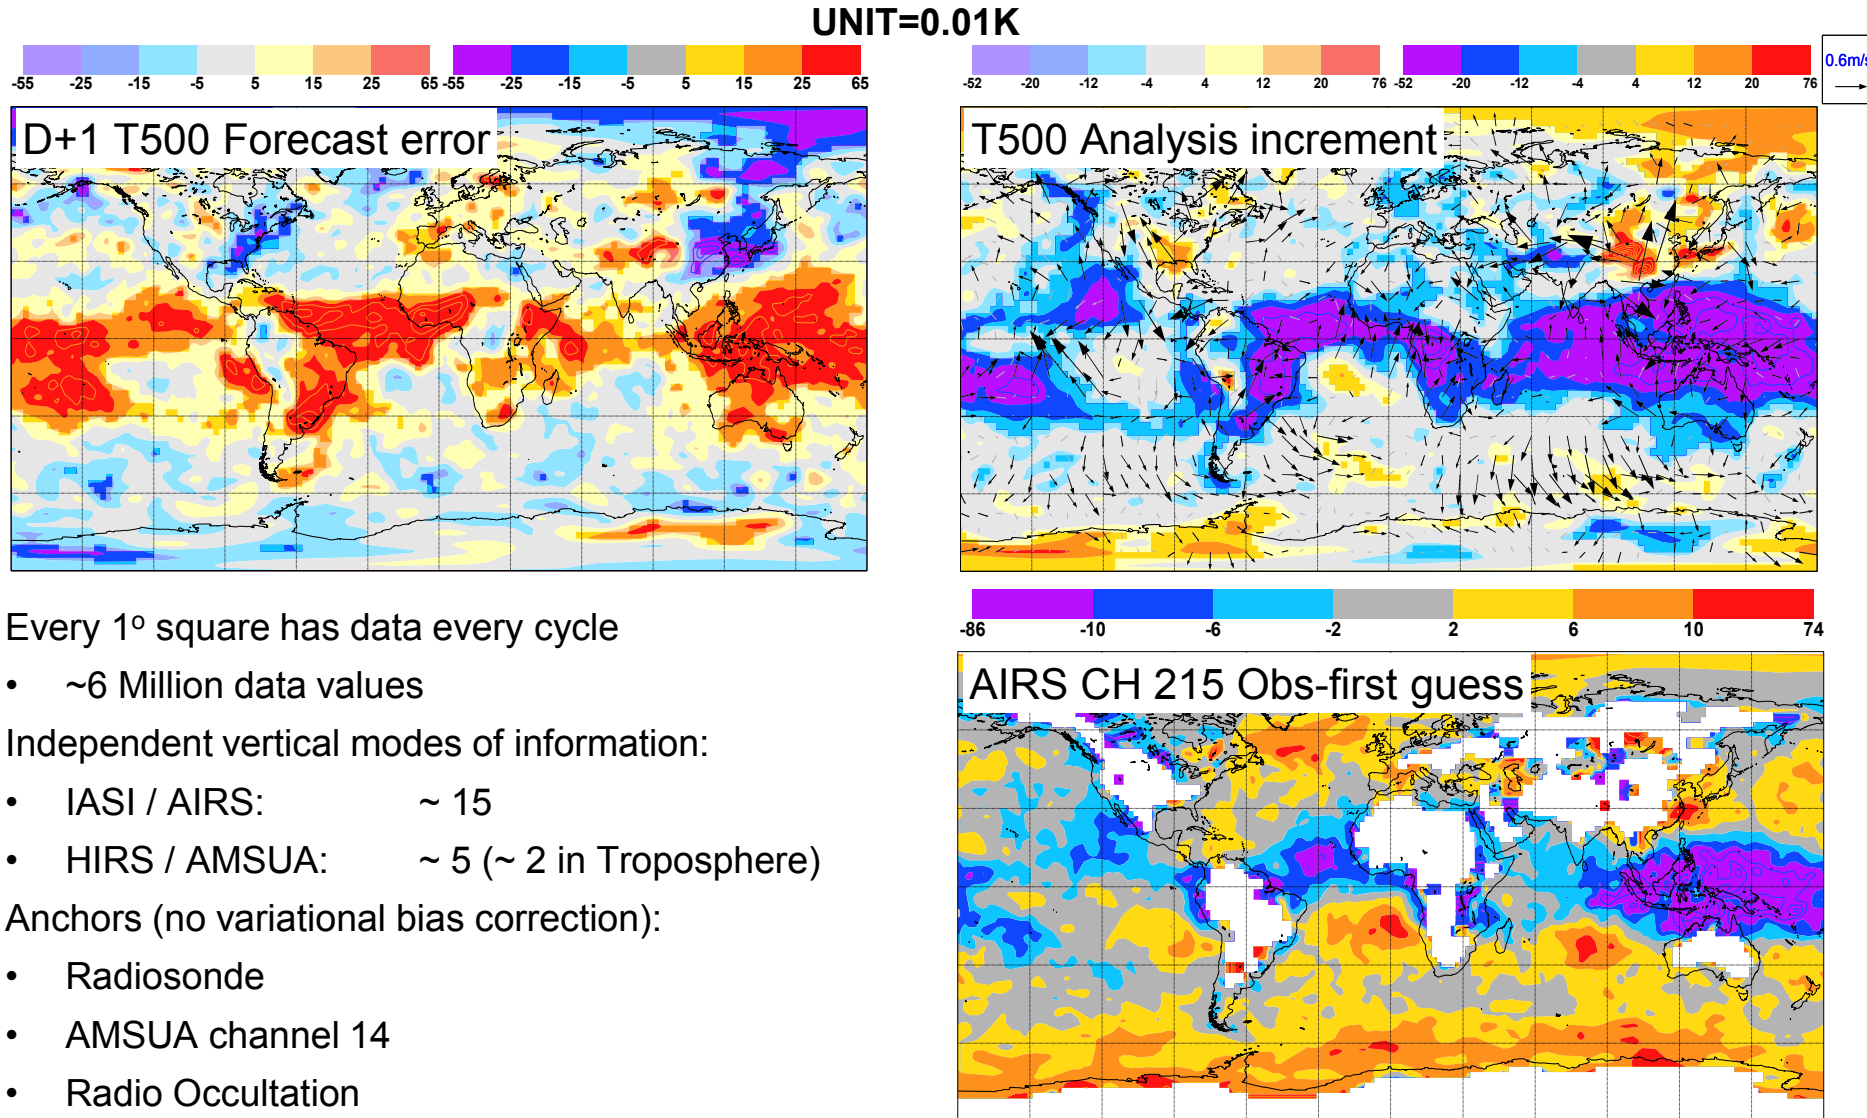 UNIT=0.01K
-55 -25 -15 -5 5 15 25 65
-55 -25 -15 -5 5 15 25 65
-52 -20 -12 -4 4 12 20 76
-52 -20 -12 -4 4 12 20 76
0.6m/s
D+1 T500 Forecast error
T500 Analysis increment
-86 -10 -6 -2 2 6 10 74
AIRS CH 215 Obs-first guess
Every 1º square has data every cycle
• ~6 Million data values
Independent vertical modes of information:
• IASI / AIRS: ~ 15
• HIRS / AMSUA: ~ 5 (~ 2 in Troposphere)
Anchors (no variational bias correction):
• Radiosonde
• AMSUA channel 14
• Radio Occultation